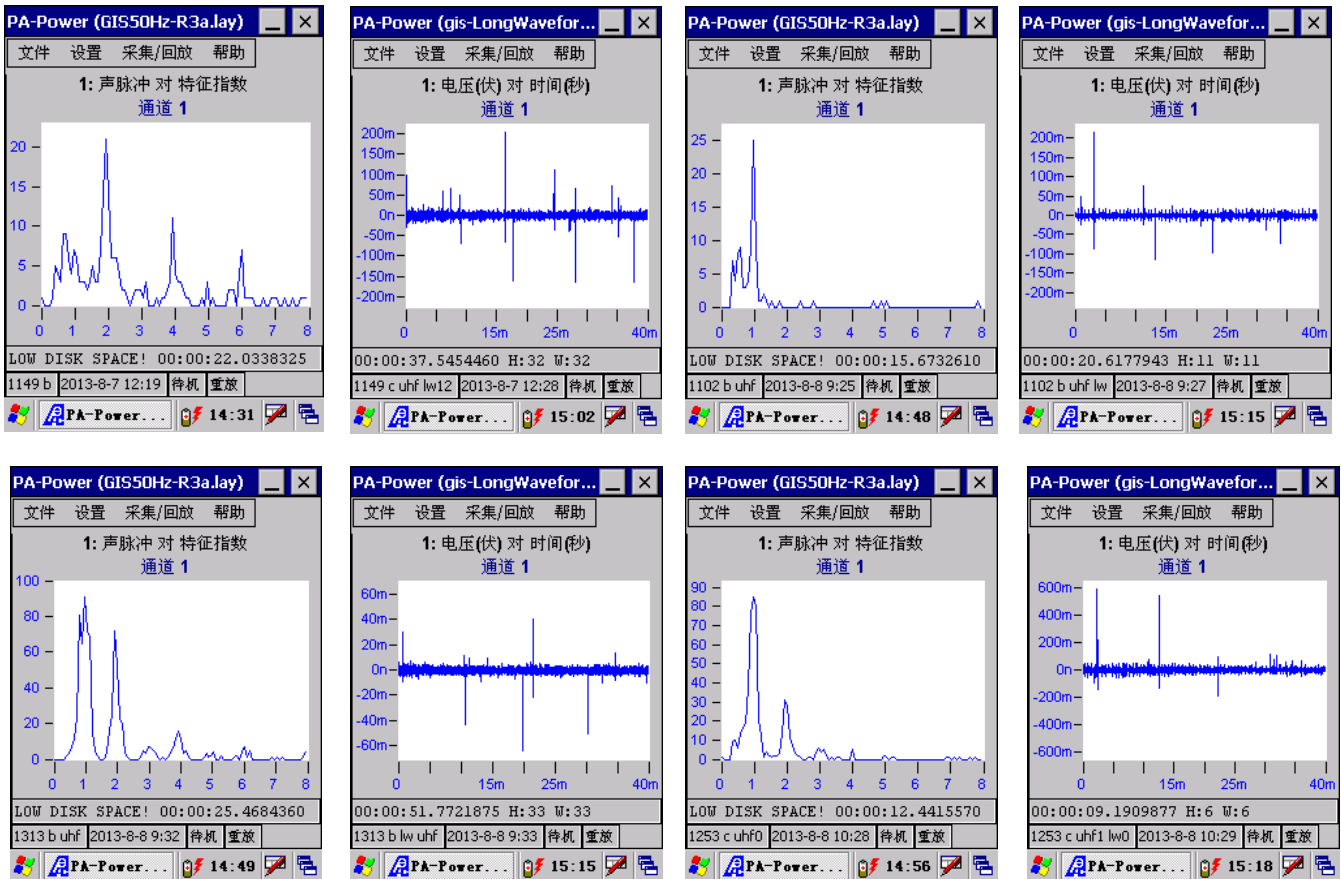 PA-Power (GIS50Hz-R3a.lay)
文件 设置 采集/回放 帮助
1: 声脉冲 对 特征指数
通道 1
20
15
10
5
0
0 1 2 3 4 5 6 7 8
LOW DISK SPACE! 00:00:22.0338325
1149 b 2013-8-7 12:19 待机 重放
PA-Power... 14:31
PA-Power (gis-LongWavefor...
文件 设置 采集/回放 帮助
1: 电压(伏) 对 时间(秒)
通道 1
200m
150m
100m
50m
0n
-50m
-100m
-150m
-200m
0 15m 25m 40m
00:00:37.5454460 H:32 W:32
1149 c uhf lw12 2013-8-7 12:28 待机 重放
PA-Power... 15:02
PA-Power (GIS50Hz-R3a.lay)
文件 设置 采集/回放 帮助
1: 声脉冲 对 特征指数
通道 1
25
20
15
10
5
0
0 1 2 3 4 5 6 7 8
LOW DISK SPACE! 00:00:15.6732610
1102 b uhf 2013-8-8 9:25 待机 重放
PA-Power... 14:48
PA-Power (gis-LongWavefor...
文件 设置 采集/回放 帮助
1: 电压(伏) 对 时间(秒)
通道 1
200m
150m
100m
50m
0n
-50m
-100m
-150m
-200m
0 15m 25m 40m
00:00:20.6177943 H:11 W:11
1102 b uhf lw 2013-8-8 9:27 待机 重放
PA-Power... 15:15
PA-Power (GIS50Hz-R3a.lay)
文件 设置 采集/回放 帮助
1: 声脉冲 对 特征指数
通道 1
100
80
60
40
20
0
0 1 2 3 4 5 6 7 8
LOW DISK SPACE! 00:00:25.4684360
1313 b uhf 2013-8-8 9:32 待机 重放
PA-Power... 14:49
PA-Power (gis-LongWavefor...
文件 设置 采集/回放 帮助
1: 电压(伏) 对 时间(秒)
通道 1
60m
40m
20m
0n
-20m
-40m
-60m
0 15m 25m 40m
00:00:51.7721875 H:33 W:33
1313 b lw uhf 2013-8-8 9:33 待机 重放
PA-Power... 15:15
PA-Power (GIS50Hz-R3a.lay)
文件 设置 采集/回放 帮助
1: 声脉冲 对 特征指数
通道 1
90
80
70
60
50
40
30
20
10
0
0 1 2 3 4 5 6 7 8
LOW DISK SPACE! 00:00:12.4415570
1253 c uhf0 2013-8-8 10:28 待机 重放
PA-Power... 14:56
PA-Power (gis-LongWavefor...
文件 设置 采集/回放 帮助
1: 电压(伏) 对 时间(秒)
通道 1
600m
400m
200m
0n
-200m
-400m
-600m
0 15m 25m 40m
00:00:09.1909877 H:6 W:6
1253 c uhf1 lw0 2013-8-8 10:29 待机 重放
PA-Power... 15:18